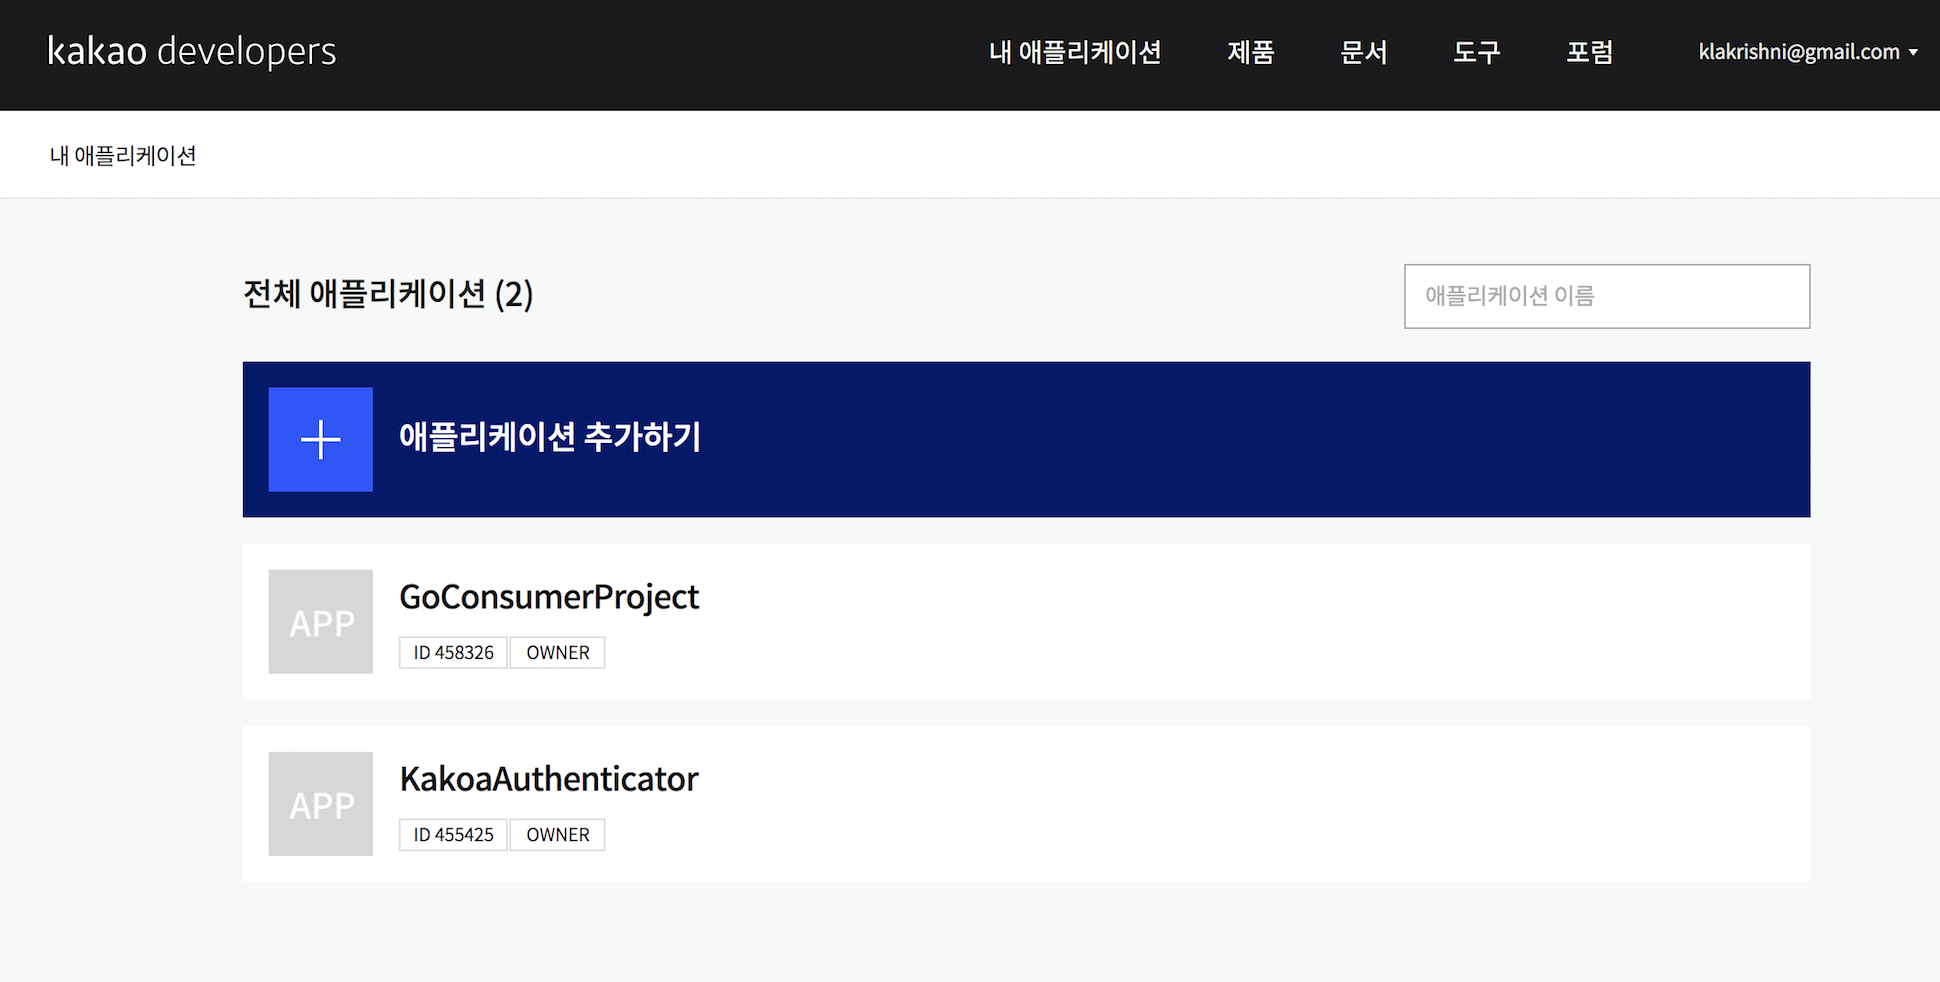 kakao developers
내 애플리케이션 제품 문서 도구 포럼 klakrishni@gmail.com
내 애플리케이션
전체 애플리케이션 (2)
애플리케이션 이름
애플리케이션 추가하기
APP
GoConsumerProject
ID 458326 OWNER
APP
KakoaAuthenticator
ID 455425 OWNER